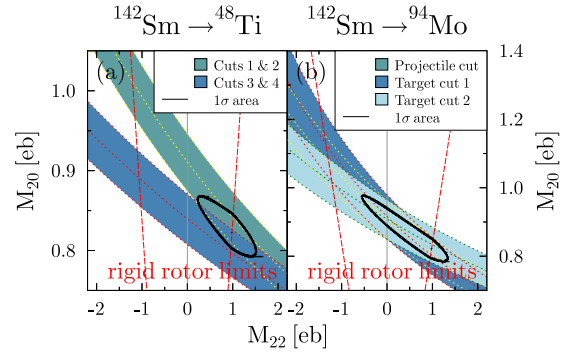 ¹⁴²Sm → ⁴⁸Ti
¹⁴²Sm → ⁹⁴Mo
(a)
Cuts 1 & 2
Cuts 3 & 4
1σ area
(b)
Projectile cut
Target cut 1
Target cut 2
1σ area
M₂₀ [eb]
1.0
0.9
0.8
1.4
1.2
1.0
0.8
M₂₀ [eb]
rigid rotor limits
rigid rotor limits
-2 -1 0 1 2
-2 -1 0 1 2
M₂₂ [eb]